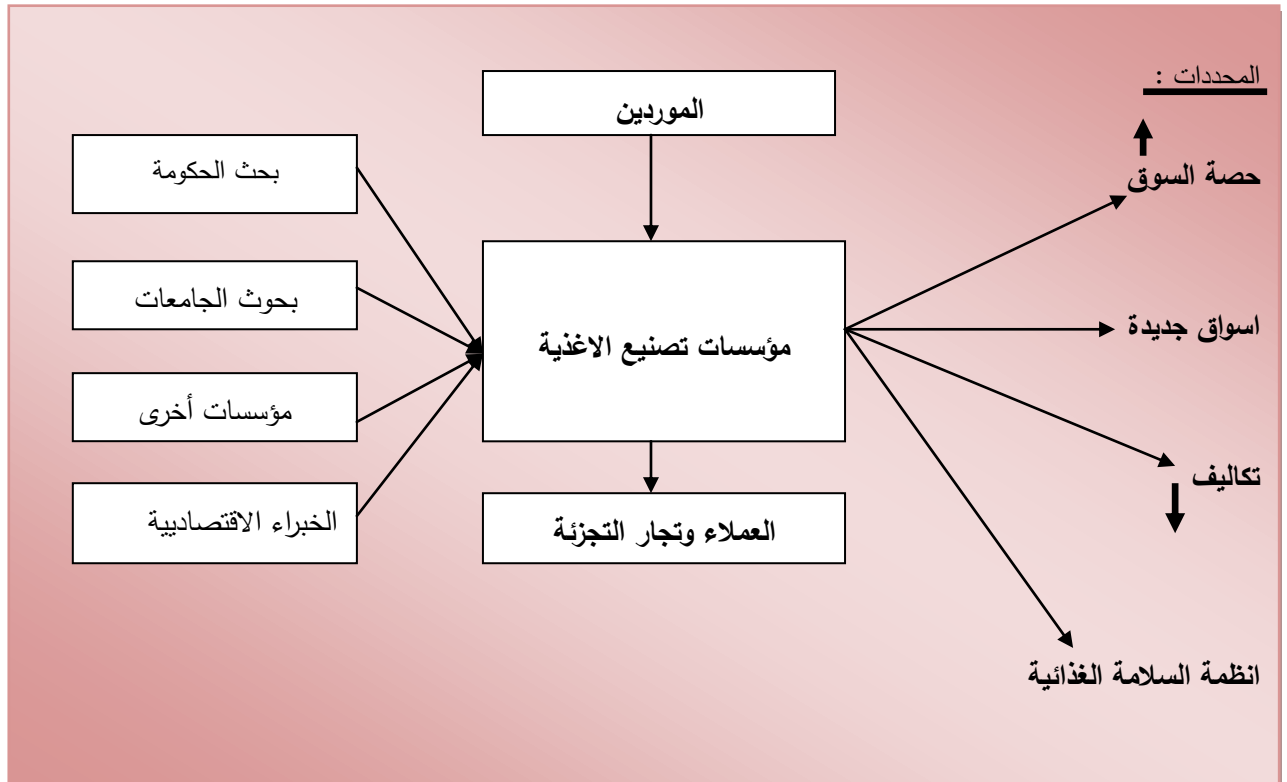 المحددات :
حصة السوق
اسواق جديدة
تكاليف
انظمة السلامة الغذائية
الموردين
مؤسسات تصنيع الاغذية
العملاء وتجار التجزئة
بحث الحكومة
بحوث الجامعات
مؤسسات أخرى
الخبراء الاقتصاديية